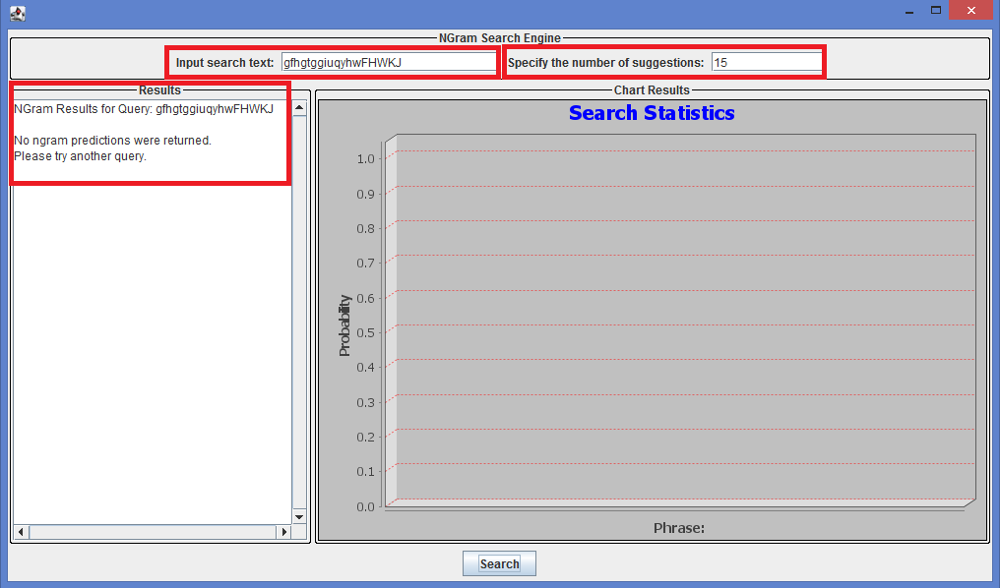 NGram Search Engine
Input search text: gfhgtggiuqyhwFHWKJ Specify the number of suggestions: 15
Results
NGram Results for Query: gfhgtggiuqyhwFHWKJ
No ngram predictions were returned.
Please try another query.
Chart Results
Search Statistics
1.0
0.9
0.8
0.7
0.6
0.5
0.4
0.3
0.2
0.1
0.0
Probability
Phrase:
Search